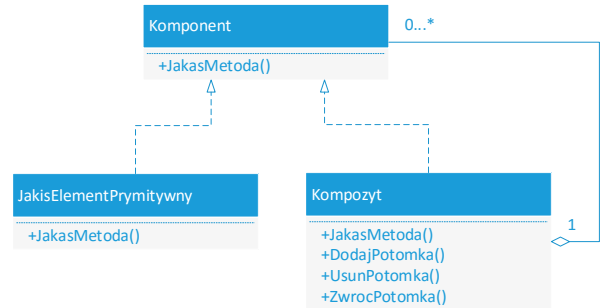 Komponent
0...*
+JakasMetoda()
JakisElementPrymitywny
+JakasMetoda()
Kompozyt
1
+JakasMetoda()
+DodajPotomka()
+UsunPotomka()
+ZwrocPotomka()